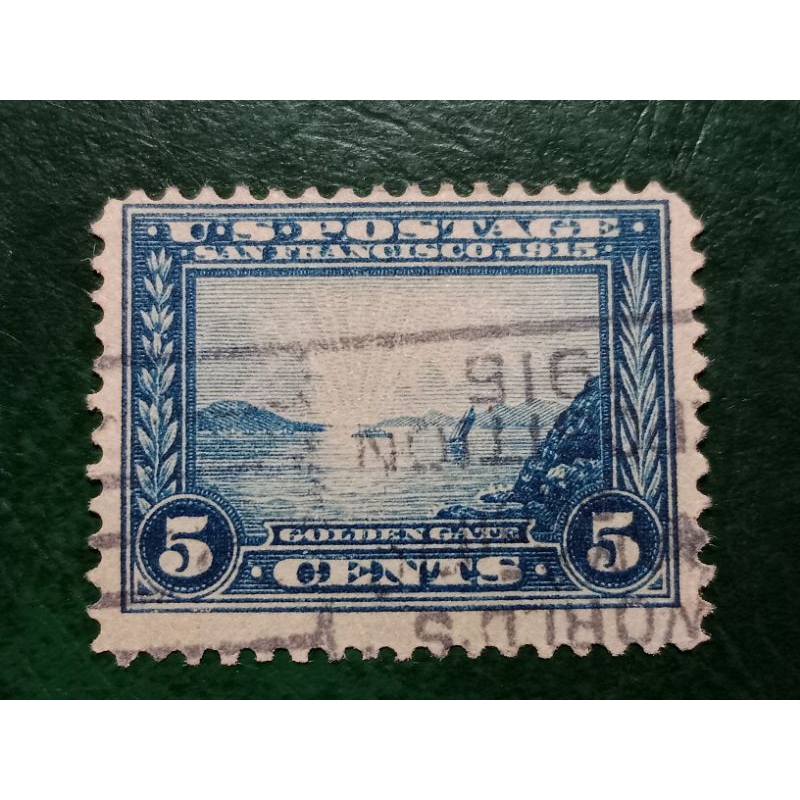 ·U·S·POSTAGE·
·SAN FRANCISCO, 1915·
5 GOLDEN GATE 5
·CENTS·